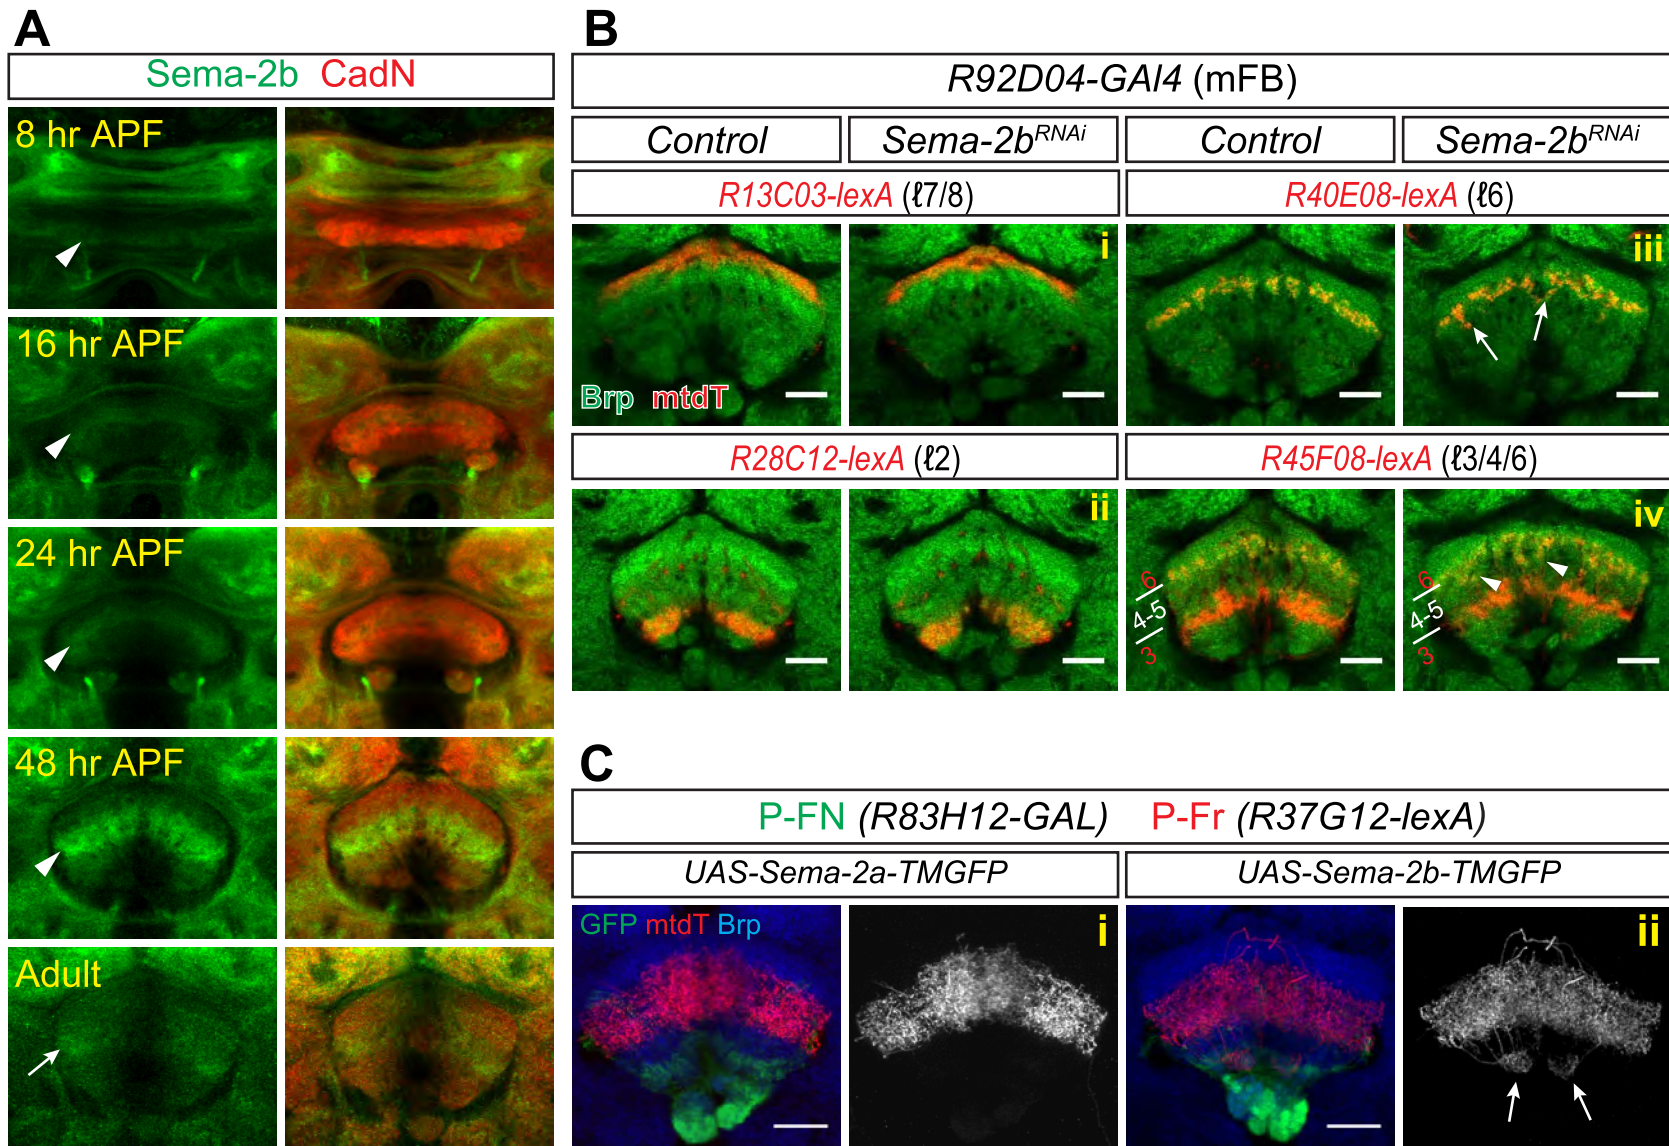 A
Sema-2b CadN
8 hr APF
16 hr APF
24 hr APF
48 hr APF
Adult
B
R92D04-GAl4 (mFB)
Control Sema-2bRNAi Control Sema-2bRNAi
R13C03-lexA (ℓ7/8) R40E08-lexA (ℓ6)
i iii
Brp mtdT
R28C12-lexA (ℓ2) R45F08-lexA (ℓ3/4/6)
ii iv
6 6
4-5 4-5
3 3
C
P-FN (R83H12-GAL) P-Fr (R37G12-lexA)
UAS-Sema-2a-TMGFP UAS-Sema-2b-TMGFP
GFP mtdT Brp i ii